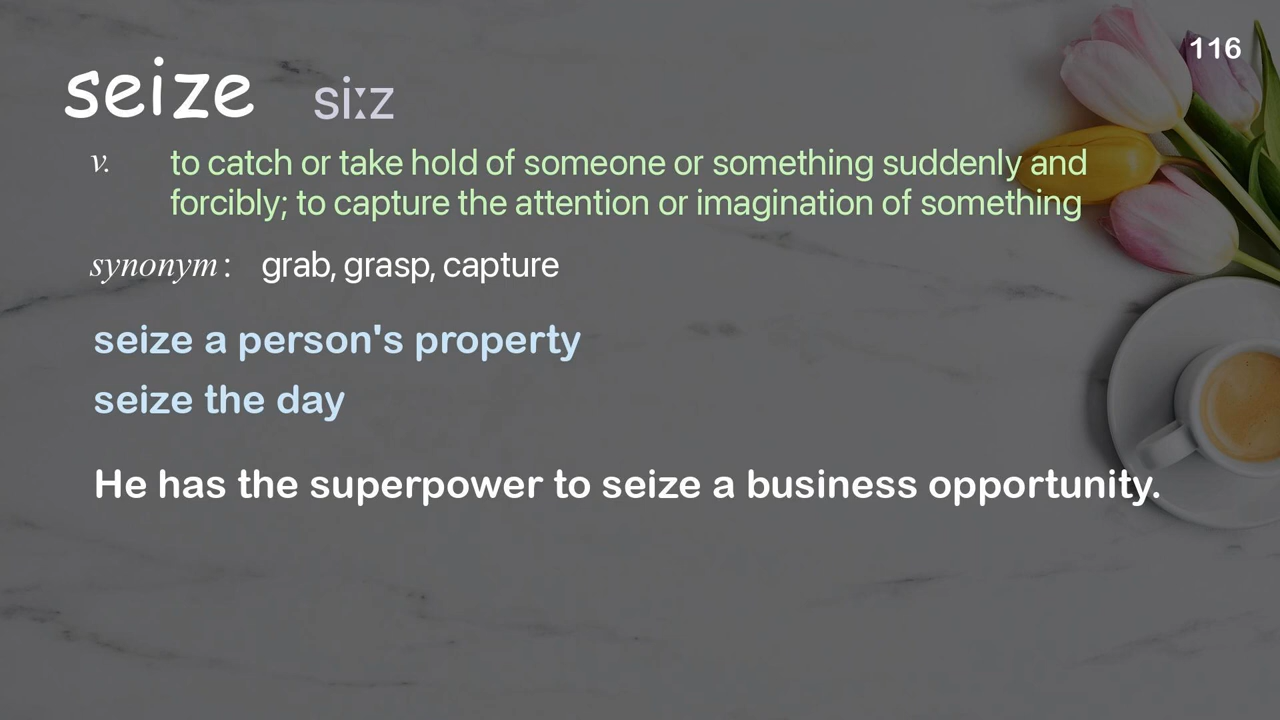 116
seize siːz
v. to catch or take hold of someone or something suddenly and
forcibly; to capture the attention or imagination of something
synonym : grab, grasp, capture
seize a person's property
seize the day
He has the superpower to seize a business opportunity.